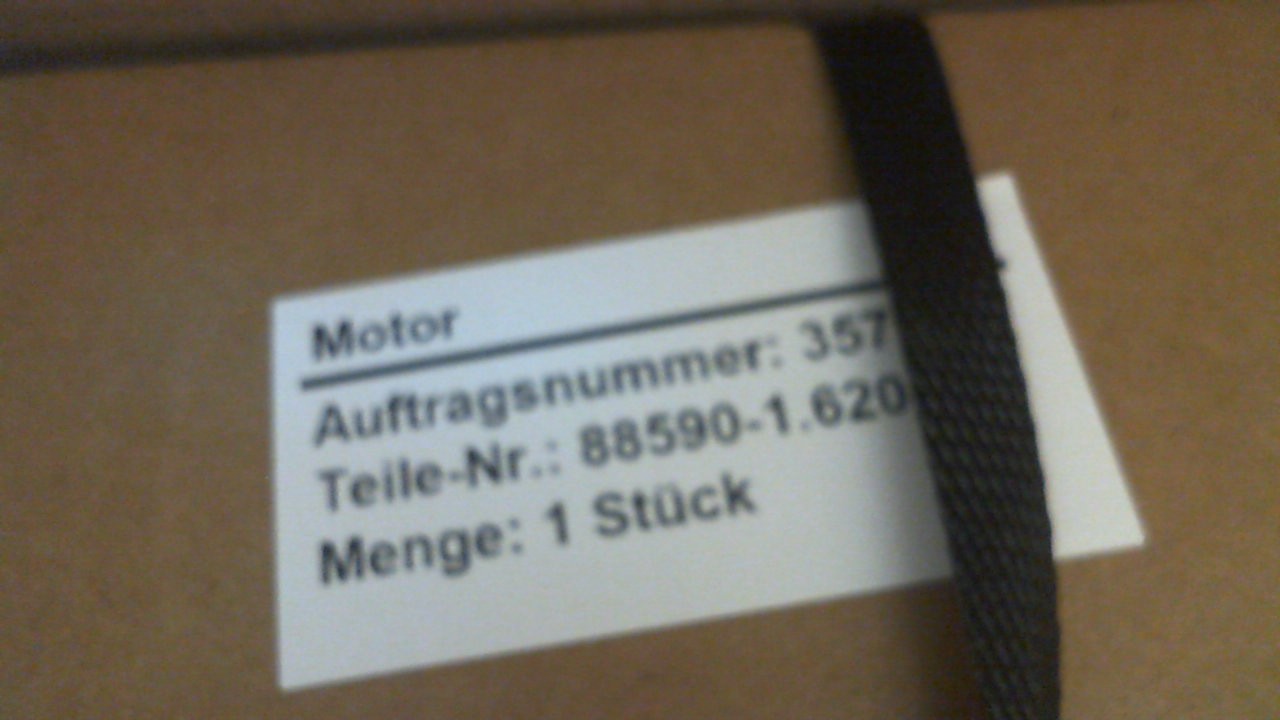 Motor
Auftragsnummer: 357
Teile-Nr.: 88590-1.620
Menge: 1 Stück